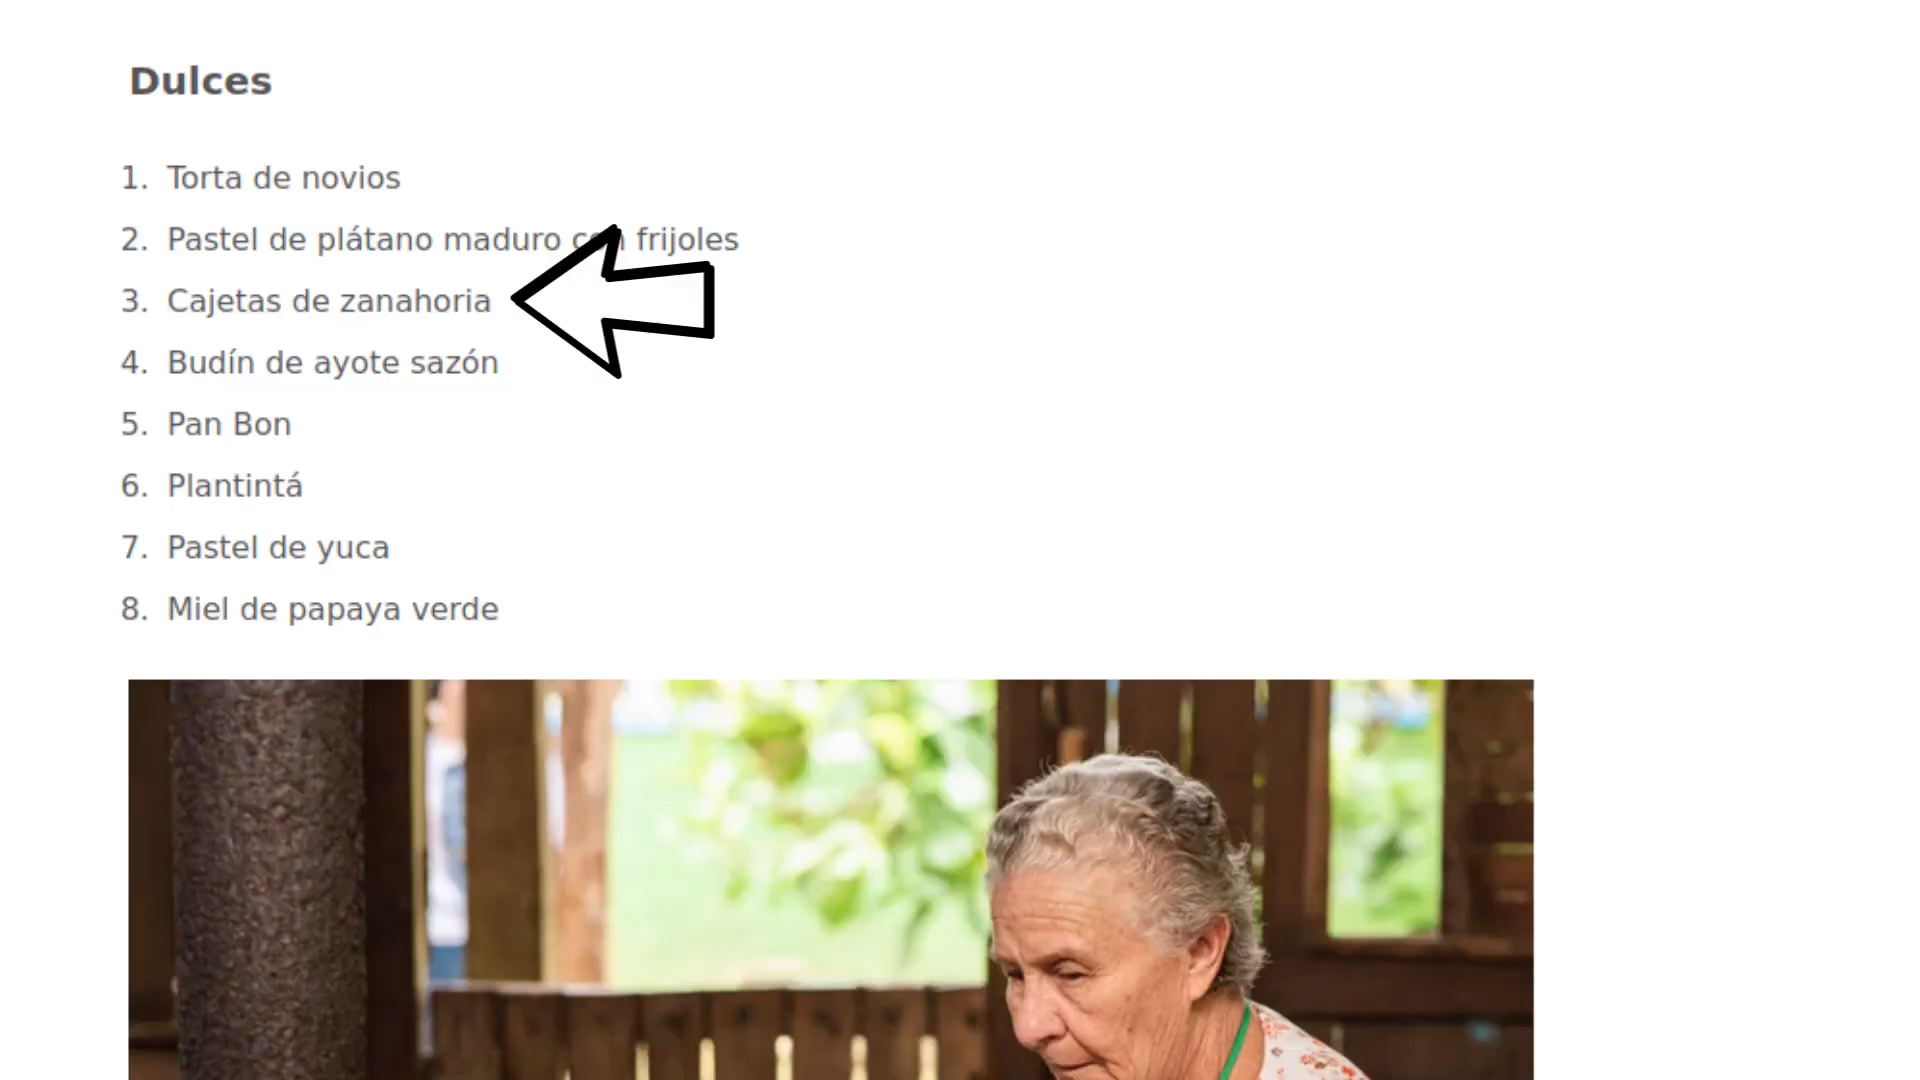 Dulces
1. Torta de novios
2. Pastel de plátano maduro con frijoles
3. Cajetas de zanahoria
4. Budín de ayote sazón
5. Pan Bon
6. Plantintá
7. Pastel de yuca
8. Miel de papaya verde